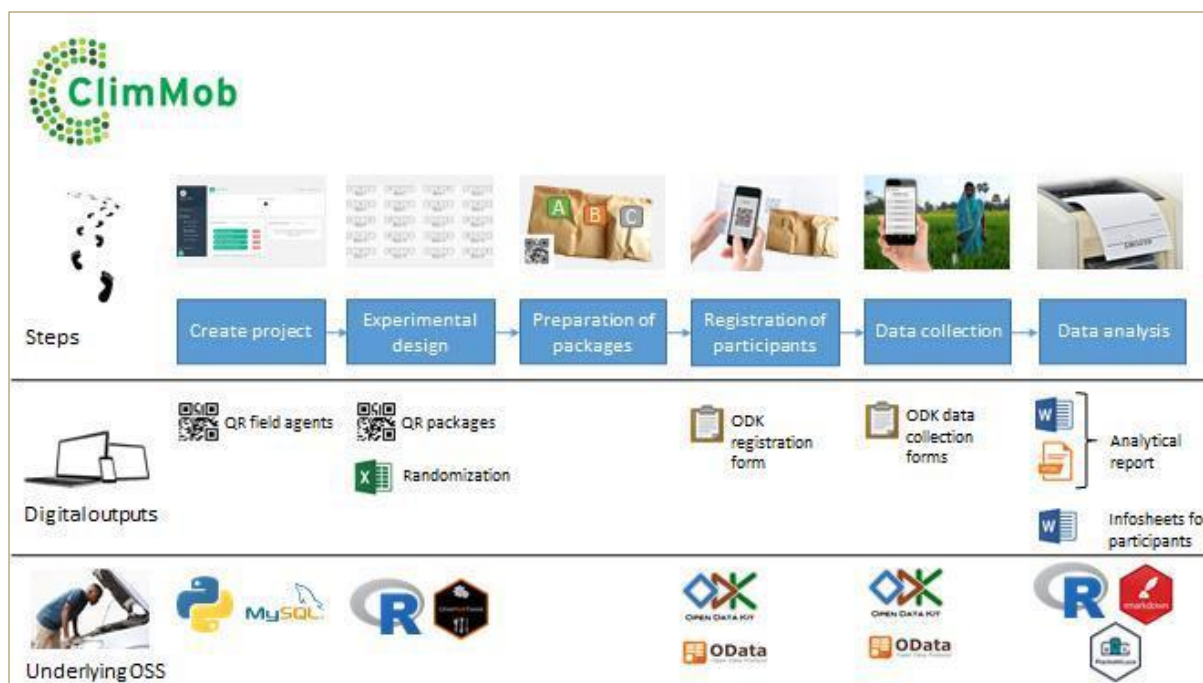 ClimMob
A
B
C
Steps
Create project
Experimental
design
Preparation of
packages
Registration of
participants
Data collection
Data analysis
QR field agents
QR packages
Randomization
ODK
registration
form
ODK data
collection
forms
Analytical
report
Infosheets fo
participants
Digital outputs
MySQL
R
OPEN DATA KIT
OData
OPEN DATA KIT
OData
R
rmarkdown
Underlying OSS